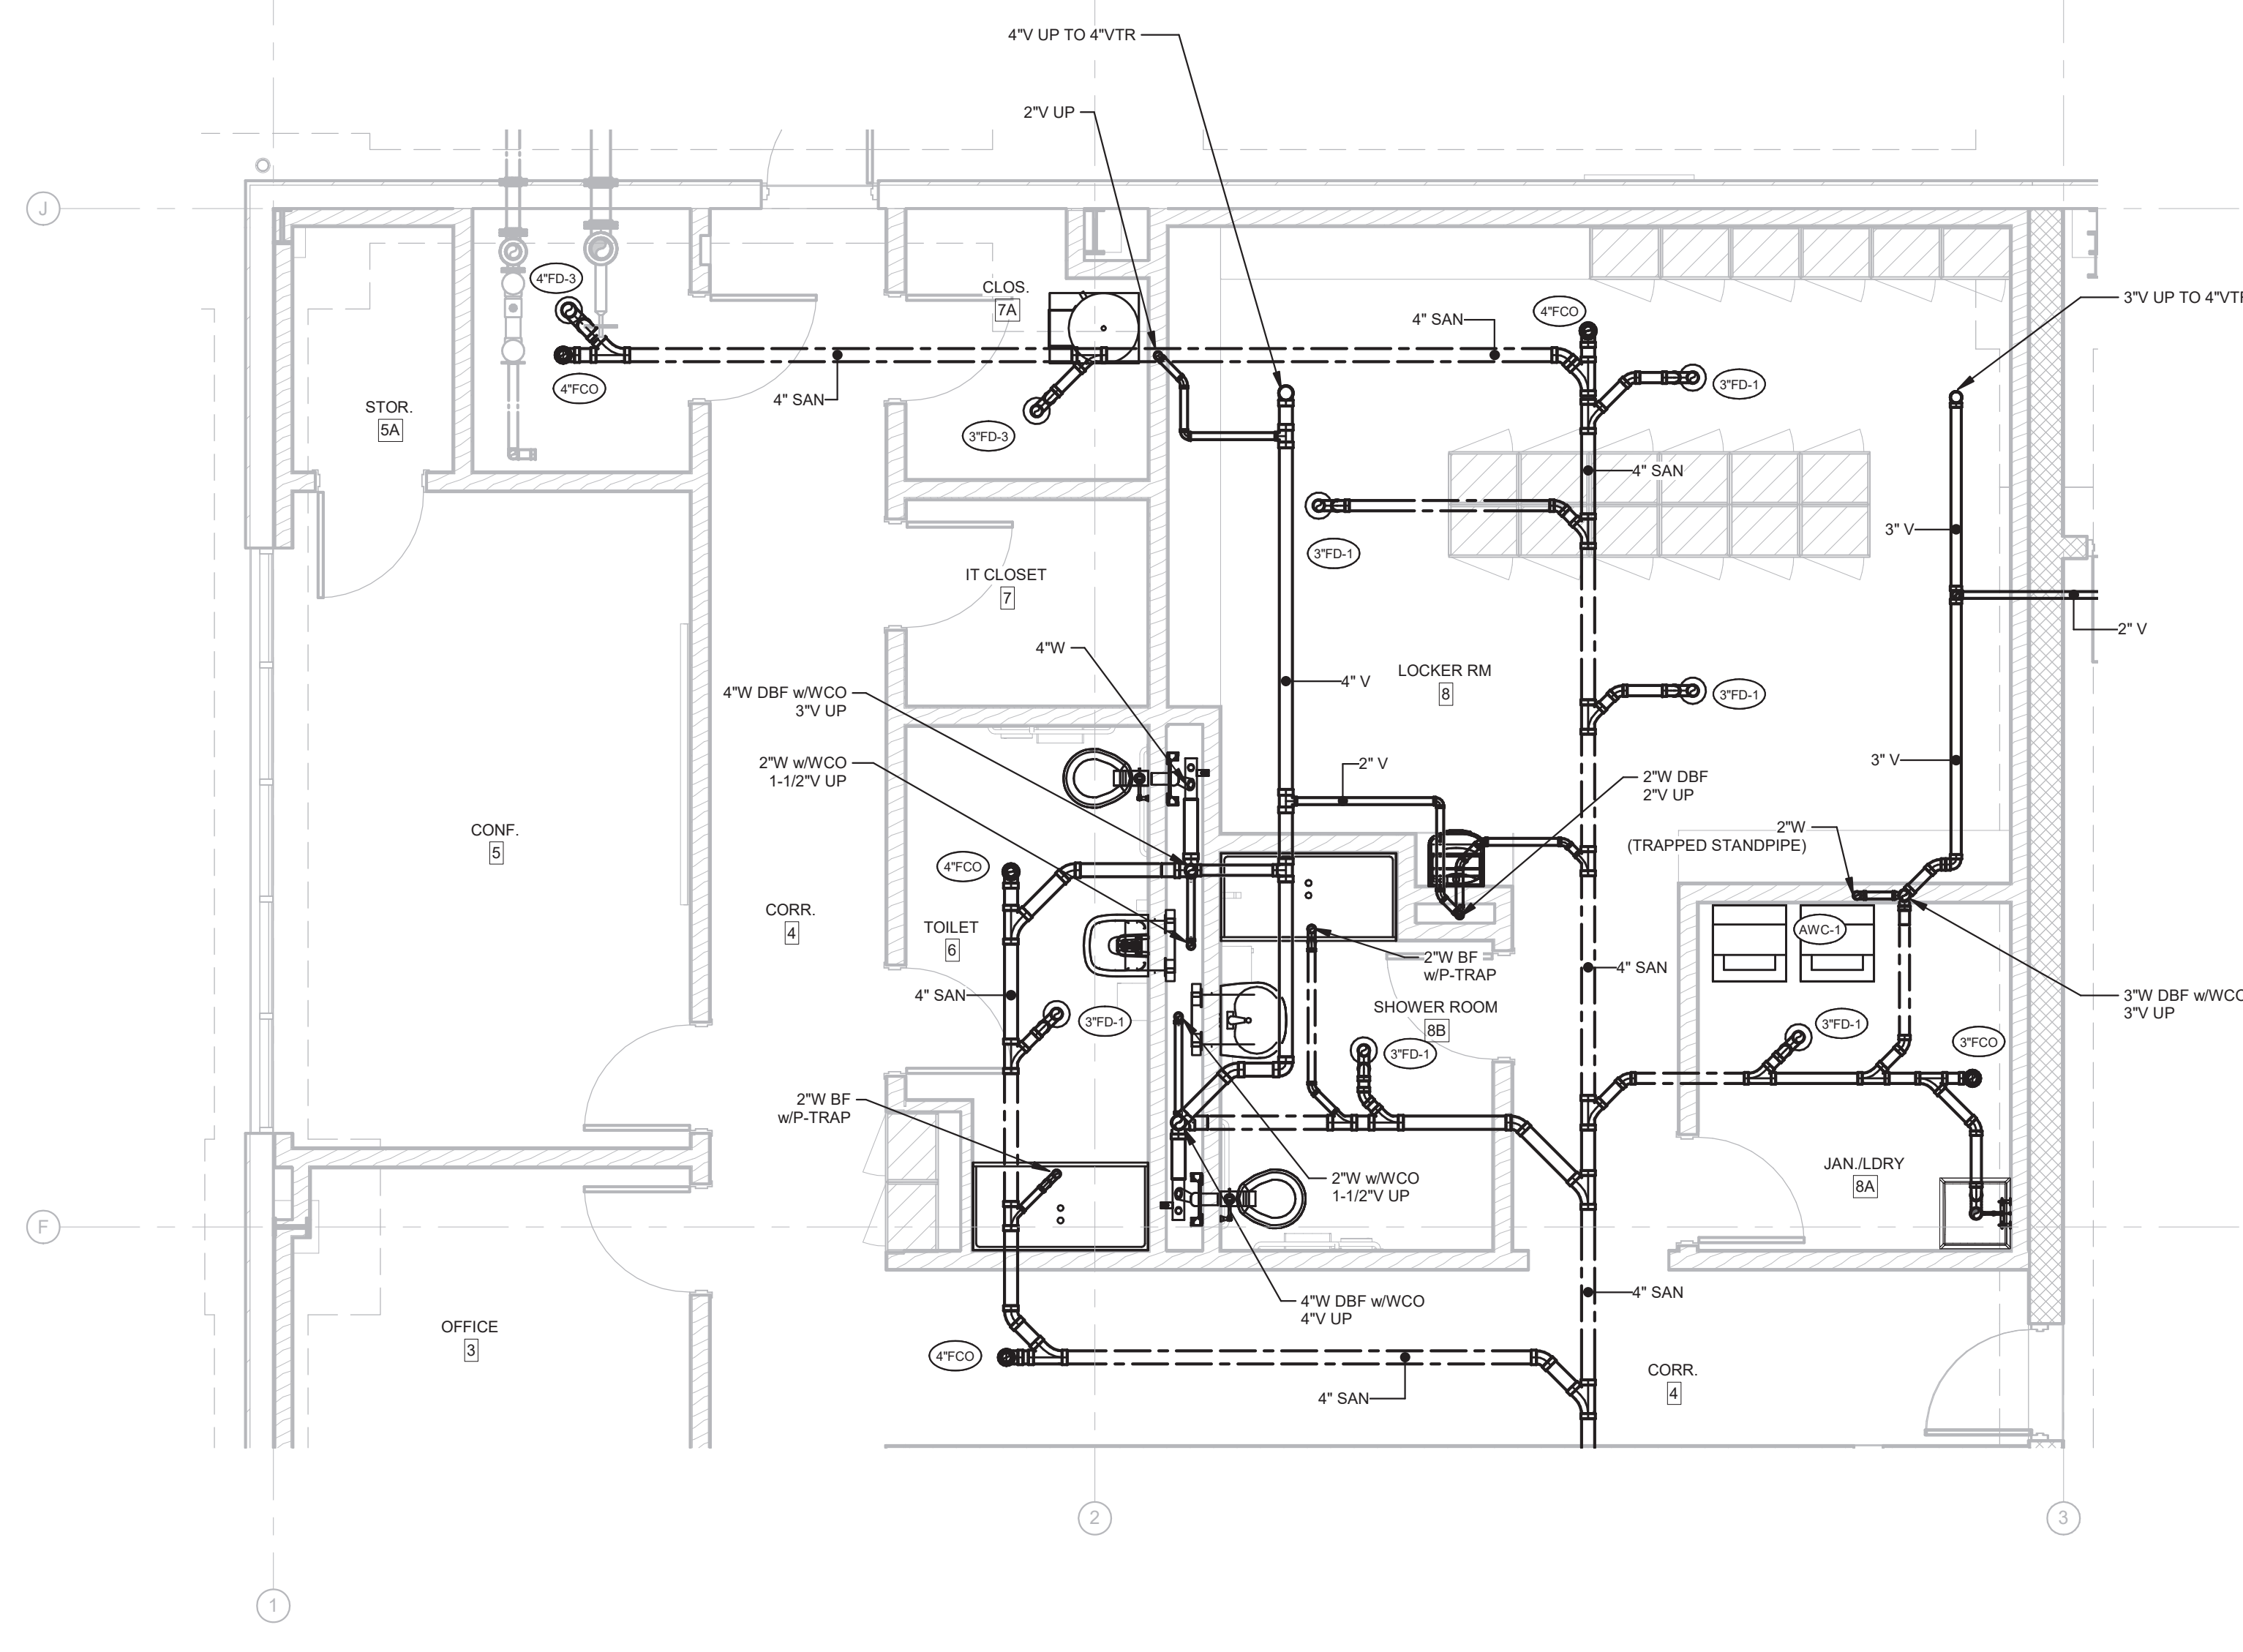 4"V UP TO 4"VTR
2"V UP
J
4"FD-3
CLOS.
7A
3"V UP TO 4"VTR
4"FCO
4" SAN
3"FD-1
4"FCO
4" SAN
STOR.
5A
3"FD-3
4" SAN
3" V
3"FD-1
IT CLOSET
7
2" V
4"W
LOCKER RM
8
4" V
3"FD-1
4"W DBF w/WCO
3"V UP
2"W w/WCO
1-1/2"V UP
2" V
2"W DBF
2"V UP
3" V
2"W
(TRAPPED STANDPIPE)
CONF.
5
4"FCO
CORR.
4
TOILET
6
AWC-1
2"W BF
w/P-TRAP
4" SAN
4" SAN
3"W DBF w/WCO
3"V UP
SHOWER ROOM
8B
3"FD-1
3"FD-1
3"FD-1
3"FCO
2"W BF
w/P-TRAP
JAN./LDRY
8A
2"W w/WCO
1-1/2"V UP
F
4"W DBF w/WCO
4"V UP
4" SAN
OFFICE
3
4"FCO
4" SAN
CORR.
4
2
3
1